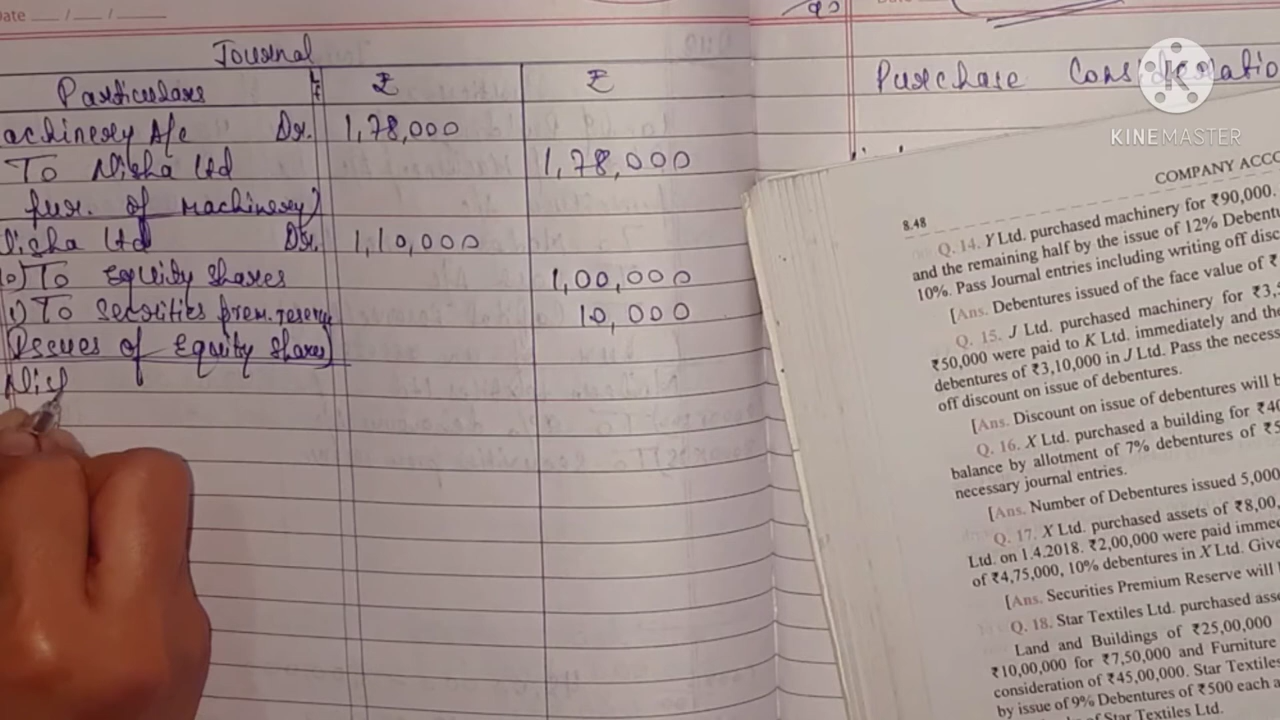 Date / /
Journal
Particulars ₹ ₹
achinery A/c Dr. 1,78,000
To Nisha Ltd 1,78,000
pur. of machinery)
lisha Ltd Dr. 1,10,000
To Equity shares 1,00,000
To Securities prem. reserve 10,000
(Issues of Equity shares)
Nish
Purchase Consideratio
KINEMASTER
COMPANY ACCO
8.48
Q. 14. Y Ltd. purchased machinery for ₹90,000.
and the remaining half by the issue of 12% Debent
10%. Pass Journal entries including writing off disc
[Ans. Debentures issued of the face value of ₹
Q. 15. J Ltd. purchased machinery for ₹3,
₹50,000 were paid to K Ltd. immediately and the
debentures of ₹3,10,000 in J Ltd. Pass the necess
off discount on issue of debentures.
[Ans. Discount on issue of debentures will b
Q. 16. X Ltd. purchased a building for ₹40
balance by allotment of 7% debentures of ₹5
necessary journal entries.
[Ans. Number of Debentures issued 5,000
Q. 17. X Ltd. purchased assets of ₹8,00,
Ltd. on 1.4.2018. ₹2,00,000 were paid immed
of ₹4,75,000, 10% debentures in X Ltd. Give
[Ans. Securities Premium Reserve will
Q. 18. Star Textiles Ltd. purchased asse
Land and Buildings of ₹25,00,000
₹10,00,000 for ₹7,50,000 and Furniture
consideration of ₹45,00,000. Star Textiles
by issue of 9% Debentures of ₹500 each a
of Star Textiles Ltd.